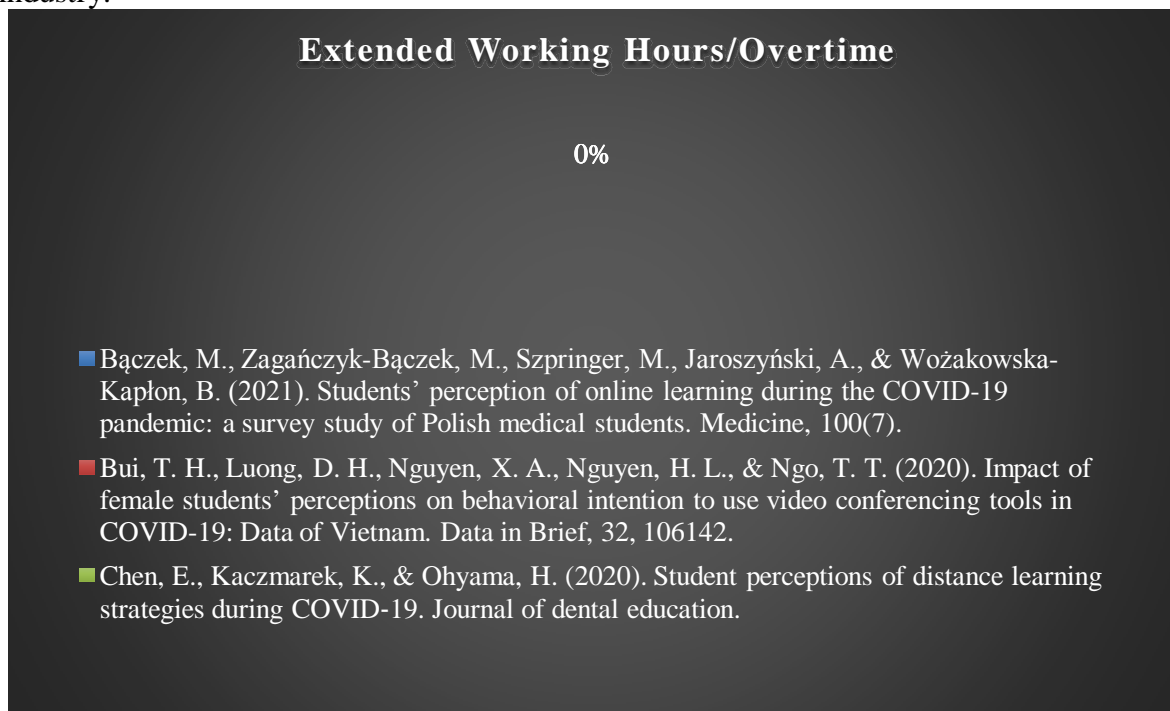 industry.
Extended Working Hours/Overtime
0%
Bączek, M., Zagańczyk-Bączek, M., Szpringer, M., Jaroszyński, A., & Wożakowska-
Kapłon, B. (2021). Students’ perception of online learning during the COVID-19
pandemic: a survey study of Polish medical students. Medicine, 100(7).
Bui, T. H., Luong, D. H., Nguyen, X. A., Nguyen, H. L., & Ngo, T. T. (2020). Impact of
female students’ perceptions on behavioral intention to use video conferencing tools in
COVID-19: Data of Vietnam. Data in Brief, 32, 106142.
Chen, E., Kaczmarek, K., & Ohyama, H. (2020). Student perceptions of distance learning
strategies during COVID-19. Journal of dental education.